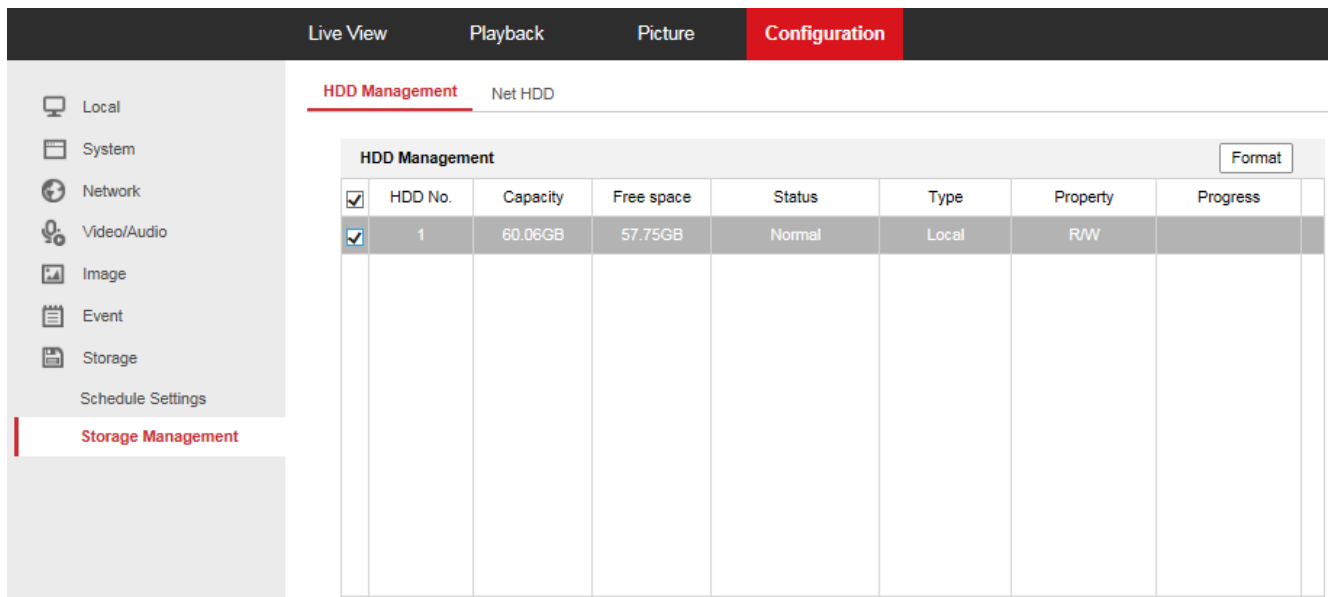 Live View Playback Picture Configuration
HDD Management Net HDD
Local
System
Network
Video/Audio
Image
Event
Storage
Schedule Settings
Storage Management
HDD Management Format
HDD No. Capacity Free space Status Type Property Progress
1 60.06GB 57.75GB Normal Local R/W